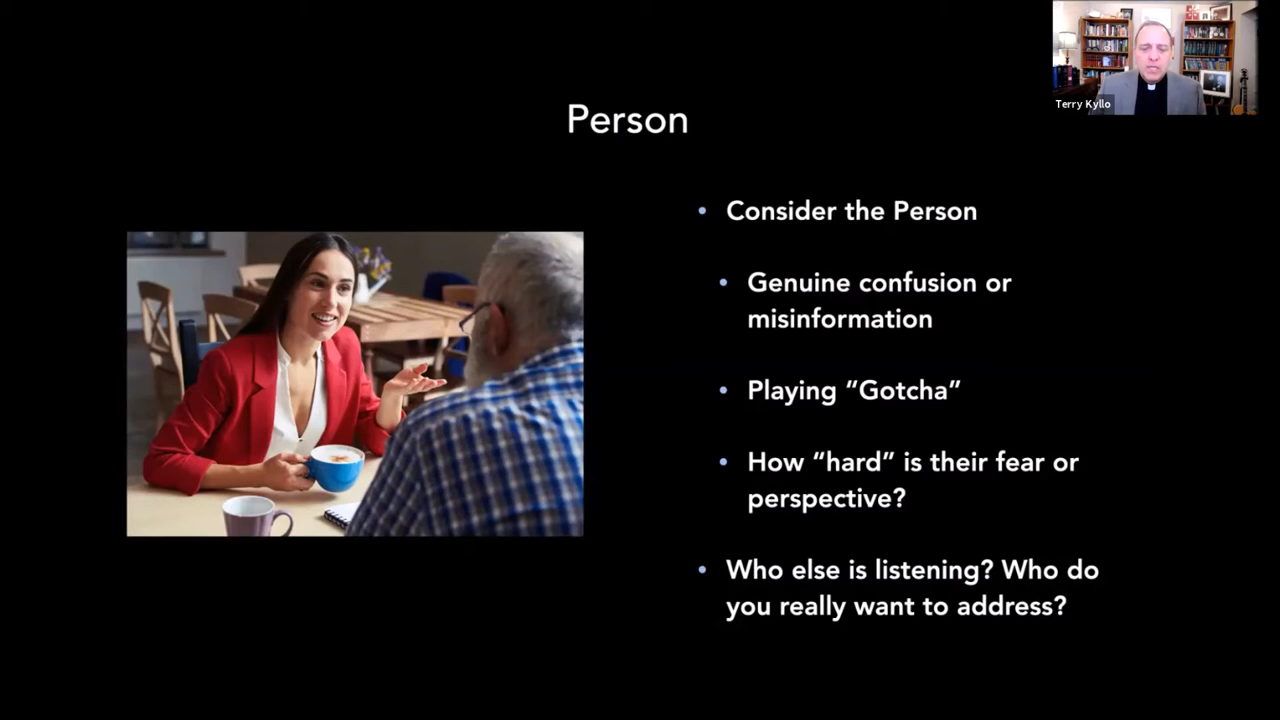 Terry Kyllo
Person
• Consider the Person
• Genuine confusion or
misinformation
• Playing “Gotcha”
• How “hard” is their fear or
perspective?
• Who else is listening? Who do
you really want to address?